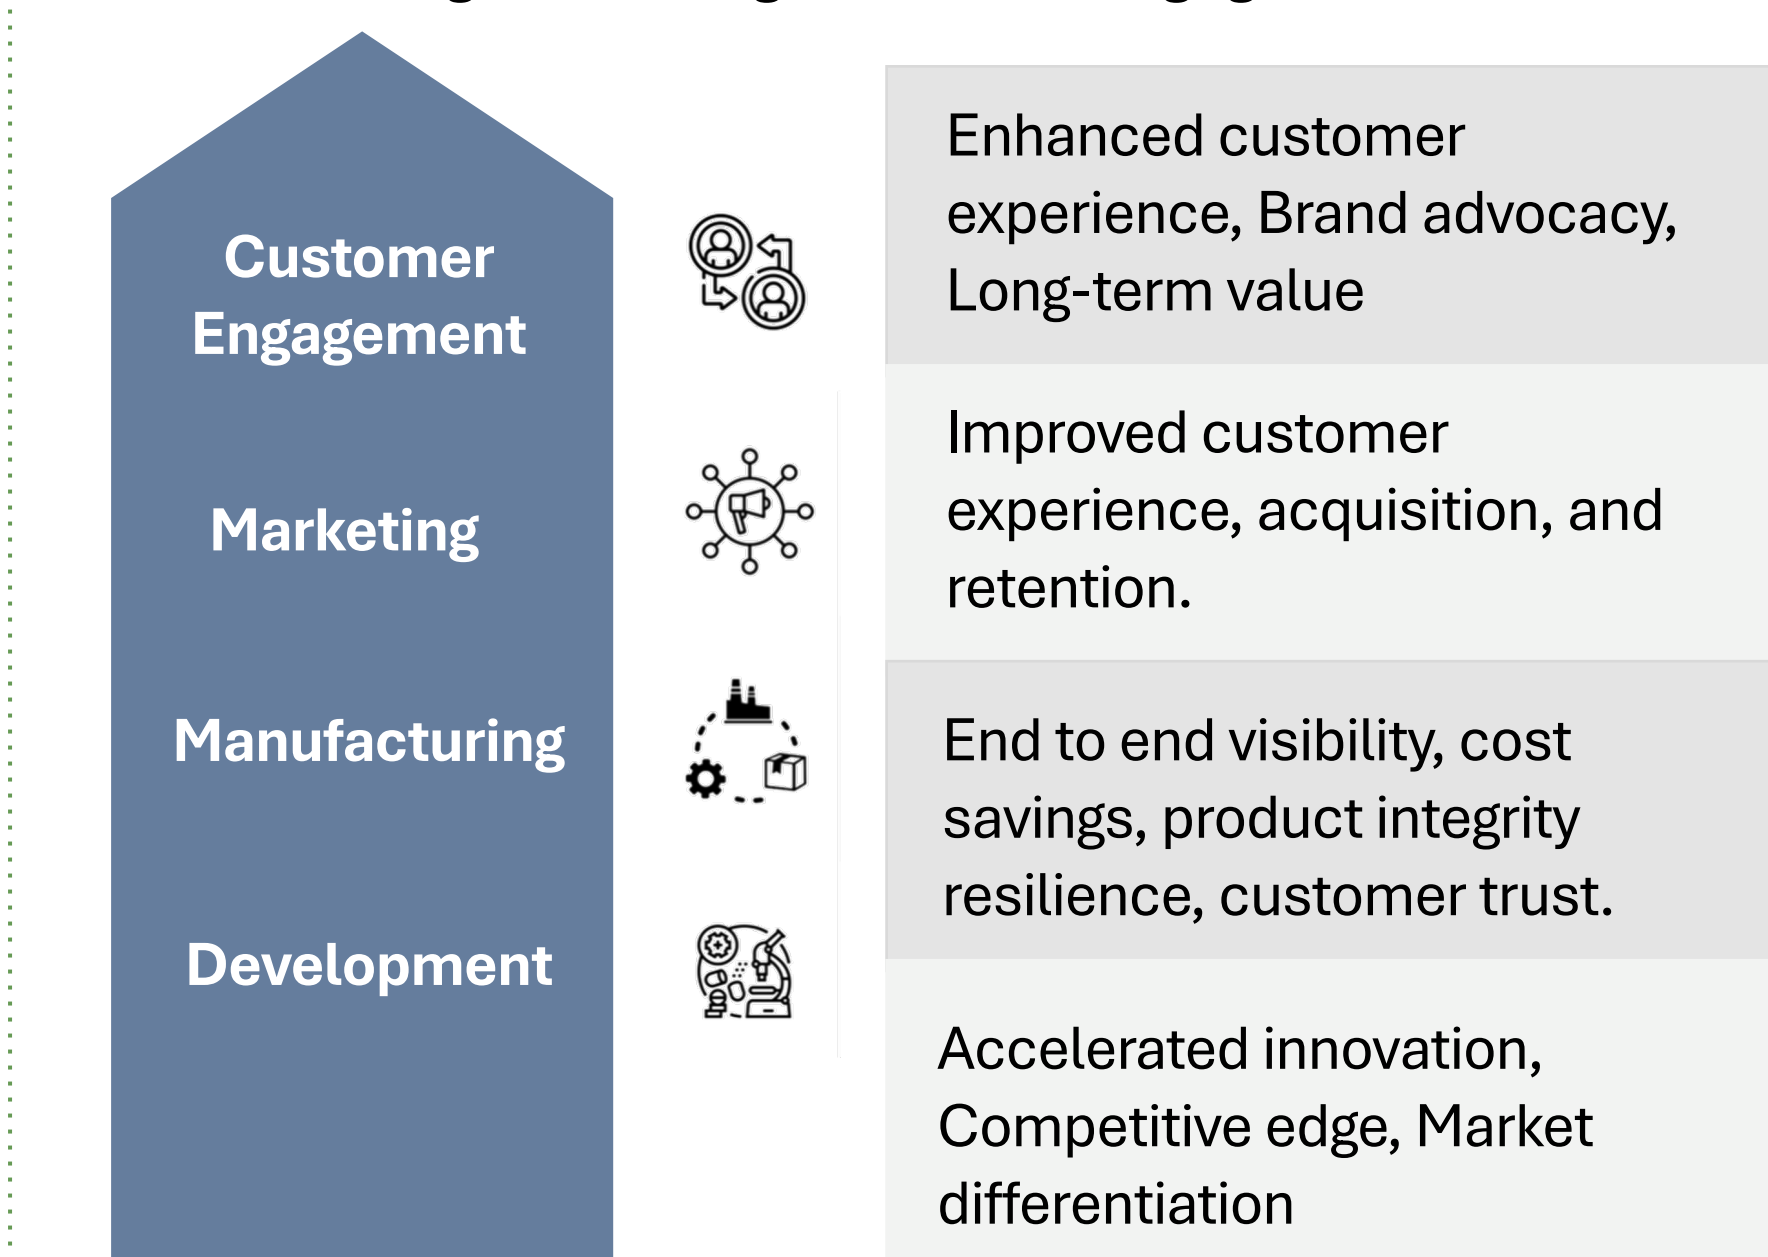 Customer
Engagement
Enhanced customer
experience, Brand advocacy,
Long-term value
Marketing
Improved customer
experience, acquisition, and
retention.
Manufacturing
End to end visibility, cost
savings, product integrity
resilience, customer trust.
Development
Accelerated innovation,
Competitive edge, Market
differentiation